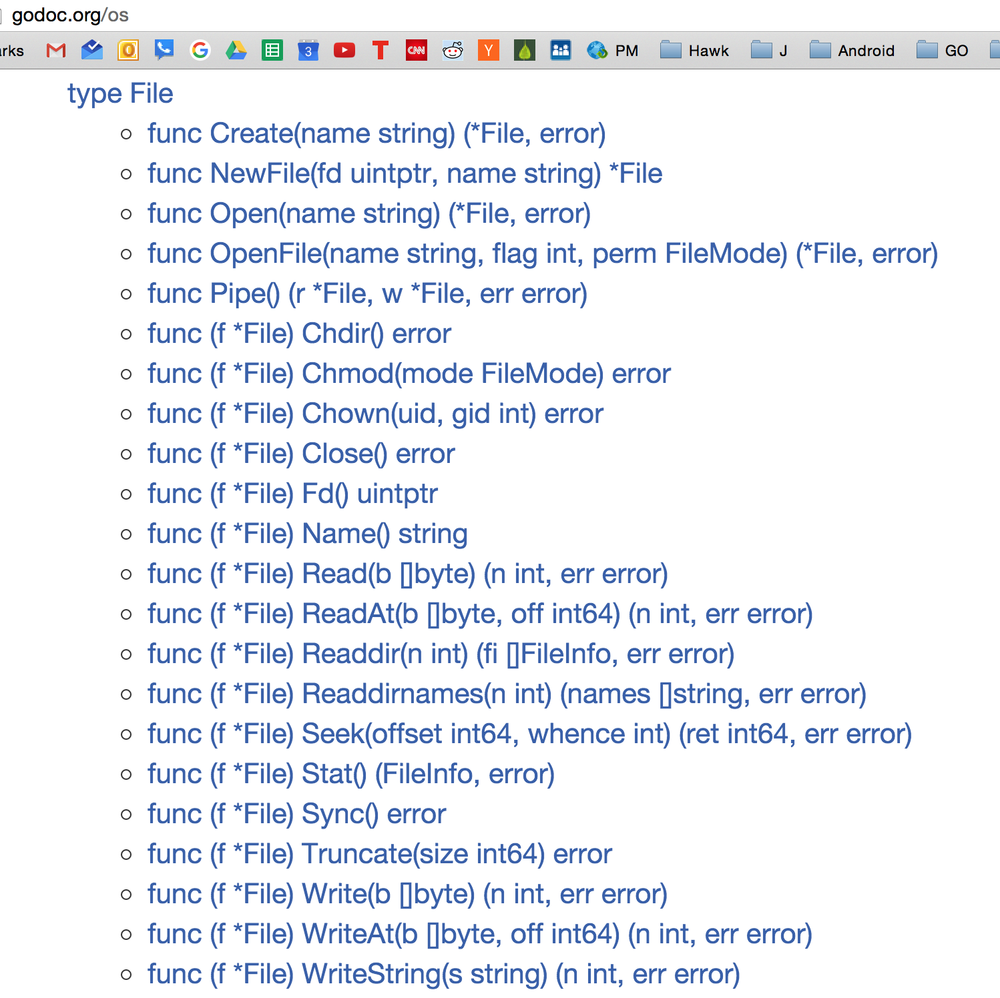 godoc.org/os
arks 3 T CNN Y PM Hawk J Android GO
type File
func Create(name string) (*File, error)
func NewFile(fd uintptr, name string) *File
func Open(name string) (*File, error)
func OpenFile(name string, flag int, perm FileMode) (*File, error)
func Pipe() (r *File, w *File, err error)
func (f *File) Chdir() error
func (f *File) Chmod(mode FileMode) error
func (f *File) Chown(uid, gid int) error
func (f *File) Close() error
func (f *File) Fd() uintptr
func (f *File) Name() string
func (f *File) Read(b []byte) (n int, err error)
func (f *File) ReadAt(b []byte, off int64) (n int, err error)
func (f *File) Readdir(n int) (fi []FileInfo, err error)
func (f *File) Readdirnames(n int) (names []string, err error)
func (f *File) Seek(offset int64, whence int) (ret int64, err error)
func (f *File) Stat() (FileInfo, error)
func (f *File) Sync() error
func (f *File) Truncate(size int64) error
func (f *File) Write(b []byte) (n int, err error)
func (f *File) WriteAt(b []byte, off int64) (n int, err error)
func (f *File) WriteString(s string) (n int, err error)